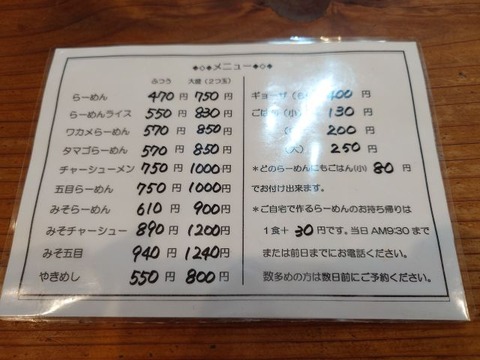 ◆◇◆メニュー◆◇◆
ふつう 大盛(2つ玉)
らーめん 470円 750円
らーめんライス 550円 830円
ワカメらーめん 570円 850円
タマゴらーめん 570円 850円
チャーシューメン 750円 1000円
五目らーめん 750円 1000円
みそらーめん 610円 900円
みそチャーシュー 890円 1200円
みそ五目 940円 1240円
やきめし 550円 800円
ギョーザ 400円
ごはん(小) 130円
200円
(大) 250円
*どのらーめんにもごはん(小) 80円
でお付け出来ます。
*ご自宅で作るらーめんのお持ち帰りは
1食+30円です。当日AM9:30まで
または前日までにお電話ください。
数多めの方は数日前にご予約ください。